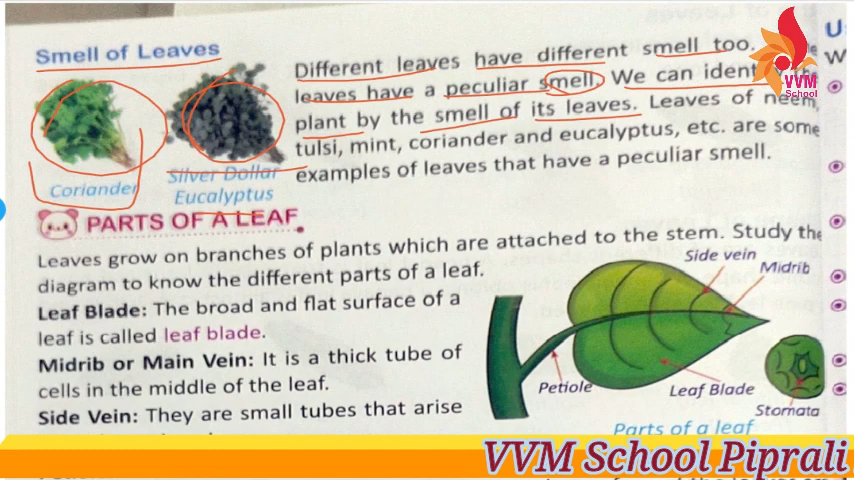 Smell of Leaves
Different leaves have different smell too.
leaves have a peculiar smell. We can
plant by the smell of its leaves. Leaves of neem,
tulsi, mint, coriander and eucalyptus, etc. are some
examples of leaves that have a peculiar smell.
Coriander
Silver Dollar
Eucalyptus
VVM
School
PARTS OF A LEAF
Leaves grow on branches of plants which are attached to the stem. Study the
diagram to know the different parts of a leaf.
Leaf Blade: The broad and flat surface of a
leaf is called leaf blade.
Midrib or Main Vein: It is a thick tube of
cells in the middle of the leaf.
Side Vein: They are small tubes that arise
Side vein
Midrib
Petiole
Leaf Blade
Stomata
Parts of a leaf
VVM School Piprali